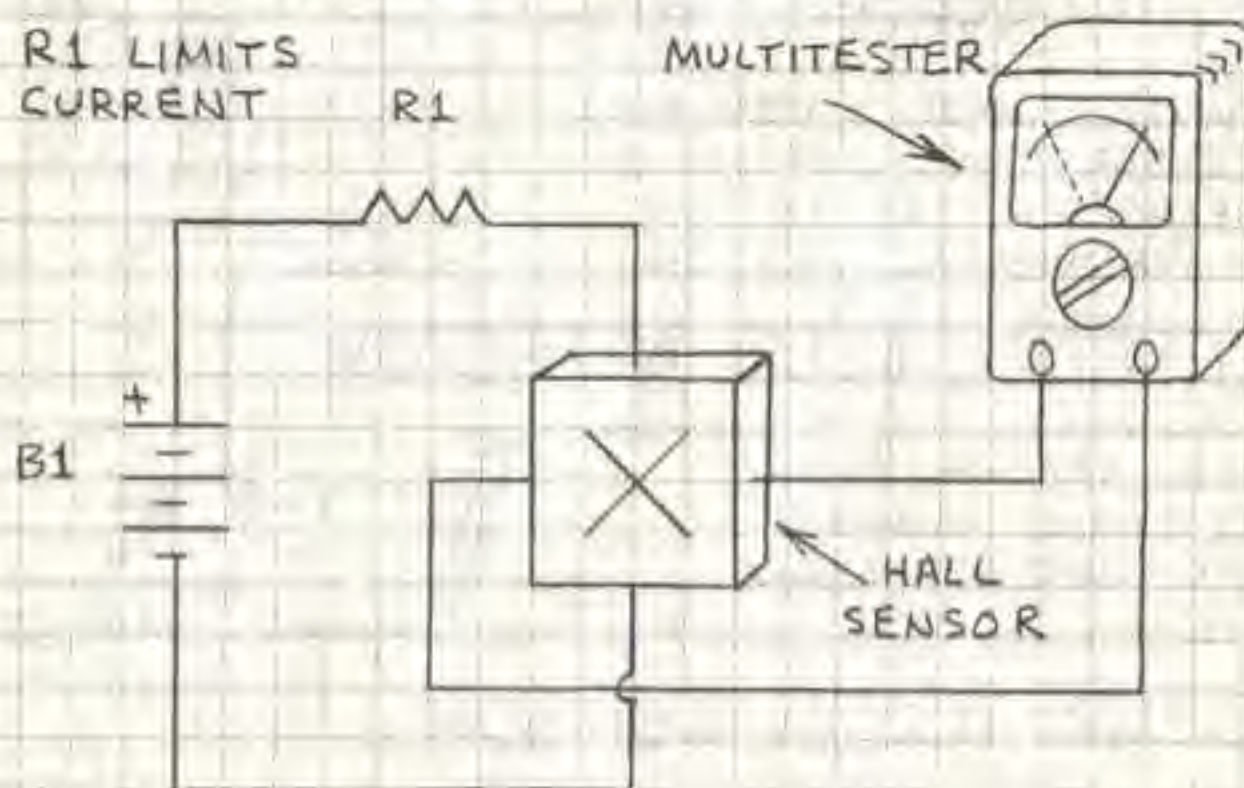 R1 LIMITS
CURRENT
R1
MULTITESTER
+
B1
HALL
SENSOR